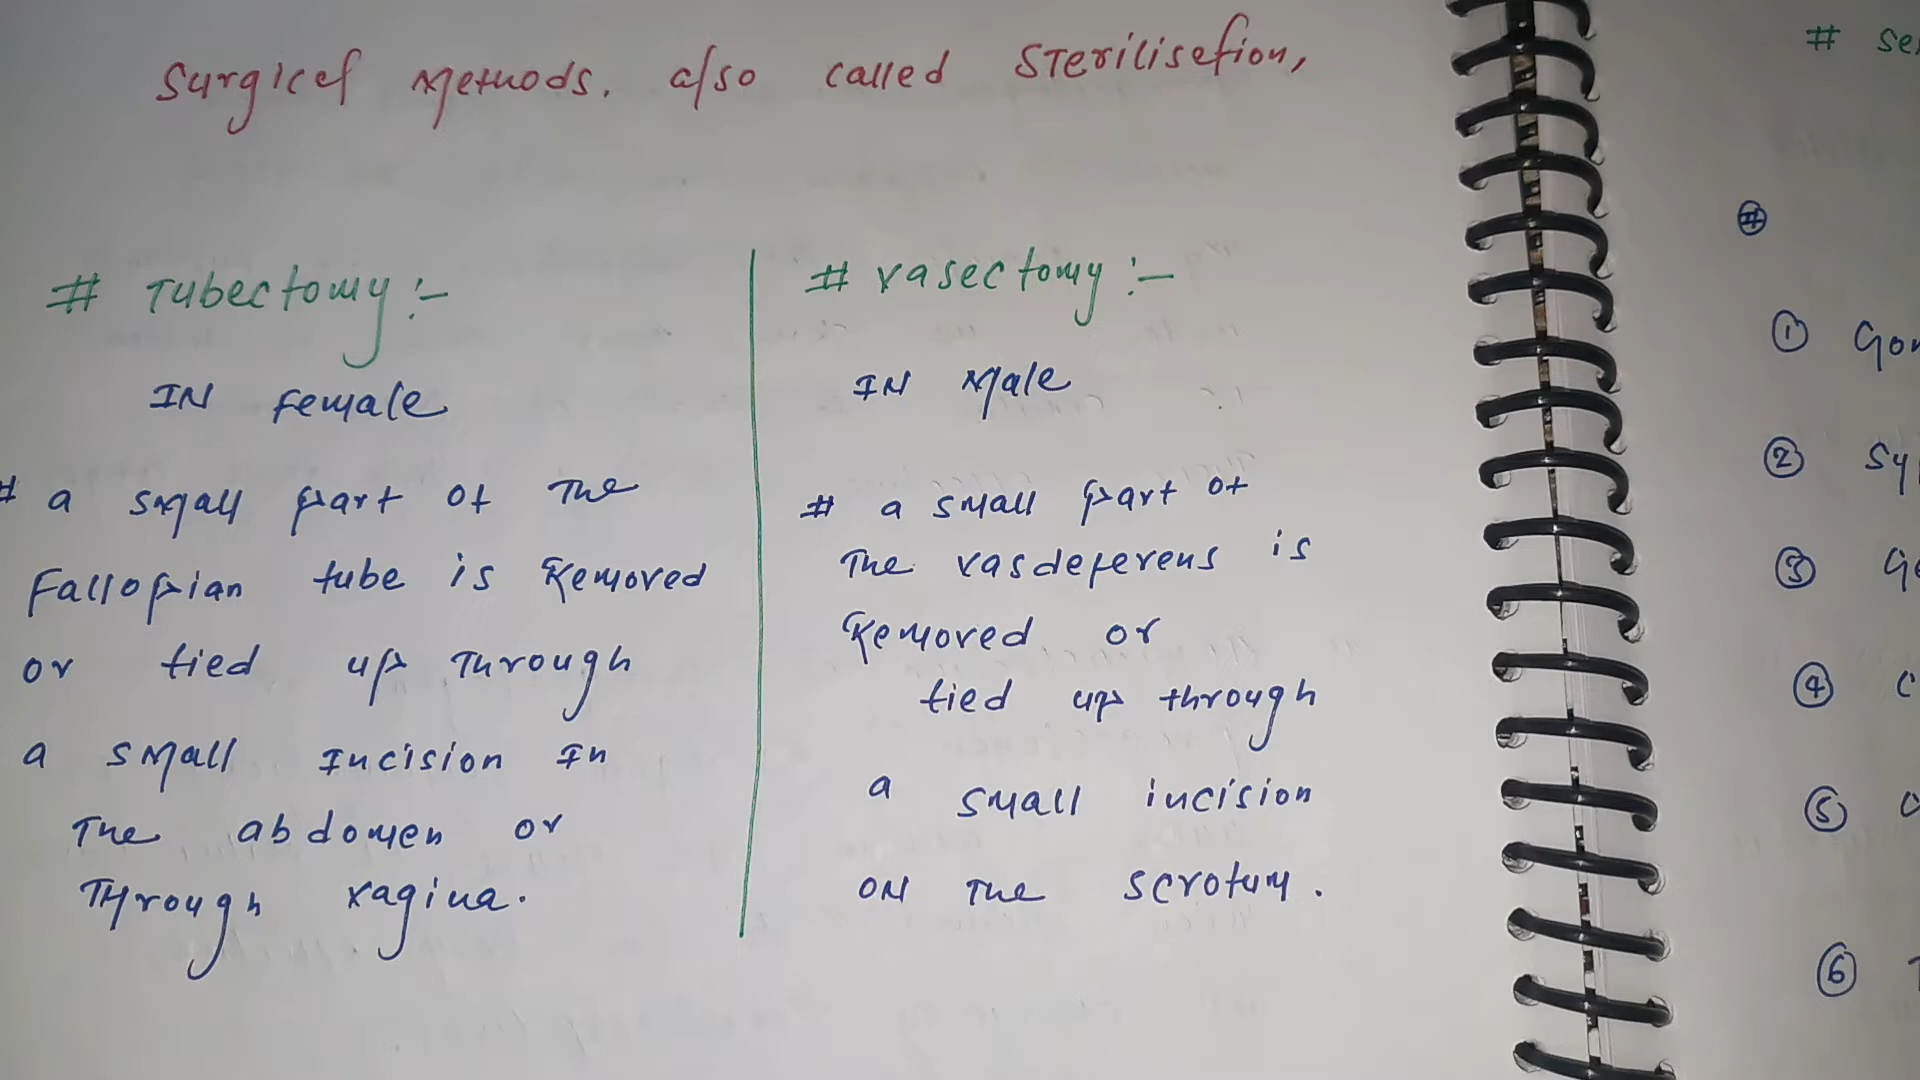 Surgical Methods. also called Sterilisation,
# Tubectomy :-
IN female
# a small part of the
Fallopian tube is Removed
or tied up Through
a small Incision In
The abdomen or
Through vagina.
# vasectomy :-
IN Male
# a small part of
The vasdeferens is
Removed or
tied up through
a small incision
ON The scrotum.
#
#
①
②
③
④
⑤
⑥